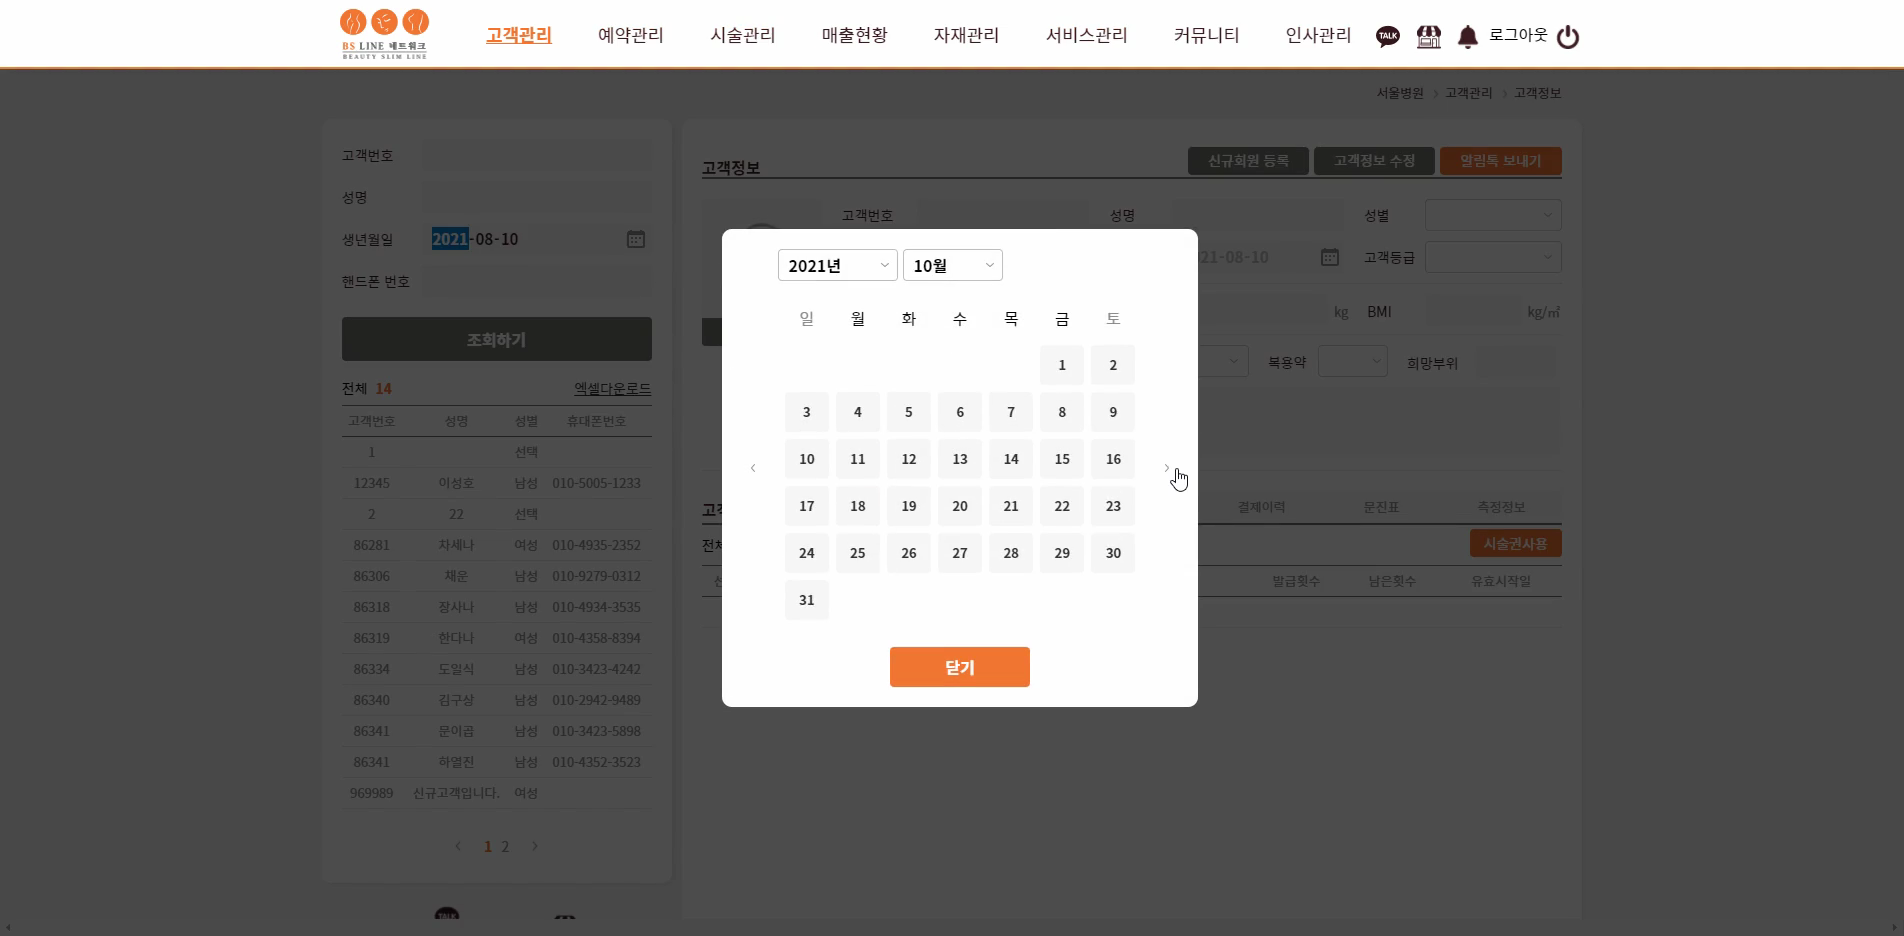 BS LINE 네트워크
BEAUTY SLIM LINE
고객관리 예약관리 시술관리 매출현황 자재관리 서비스관리 커뮤니티 인사관리 TALK 로그아웃
서울병원 > 고객관리 > 고객정보
고객번호
성명
생년월일 2021-08-10
핸드폰 번호
조회하기
전체 14 엑셀다운로드
고객번호 성명 성별 휴대폰번호
1 선택
12345 이성호 남성 010-5005-1233
2 22 선택
86281 차세나 여성 010-4935-2352
86306 채운 남성 010-9279-0312
86318 장사나 남성 010-4934-3535
86319 한다나 여성 010-4358-8394
86334 도일식 남성 010-3423-4242
86340 김구상 남성 010-2942-9489
86341 문이곰 남성 010-3423-5898
86341 하열진 남성 010-4352-3523
969989 신규고객입니다. 여성
< 1 2 >
TALK
고객정보 신규회원 등록 고객정보 수정 알림톡 보내기
고객번호 성명 성별
21-08-10 고객등급
kg BMI kg/㎡
복용약 희망부위
결제이력 문진표 측정정보
전체 시술권사용
발급횟수 남은횟수 유효시작일
2021년 10월
일 월 화 수 목 금 토
1 2
3 4 5 6 7 8 9
10 11 12 13 14 15 16
17 18 19 20 21 22 23
24 25 26 27 28 29 30
31
닫기